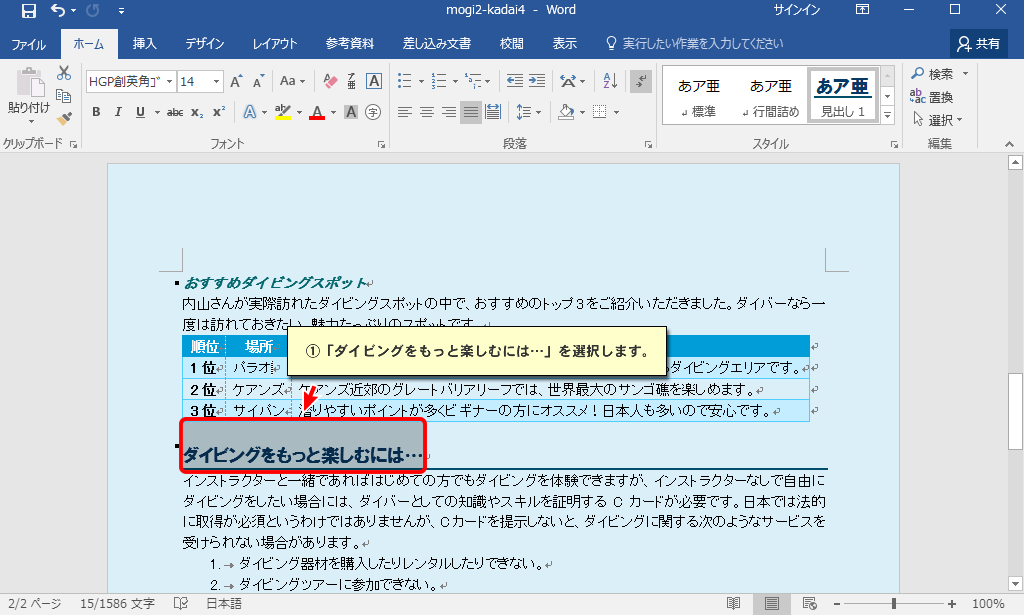 mogi2-kadai4 - Word
サインイン
ファイル ホーム 挿入 デザイン レイアウト 参考資料 差し込み文書 校閲 表示 実行したい作業を入力してください 共有
貼り付け
HGP創英角ｺﾞ 14 A A Aa ア亜 A
B I U abc x₂ x² A aly A A 字
あア亜 あア亜 あア亜
↲ 標準 ↲ 行間詰め 見出し 1
検索
置換
選択
クリップボード フォント 段落 スタイル 編集
おすすめダイビングスポット↵
内山さんが実際訪れたダイビングスポットの中で、おすすめのトップ３をご紹介いただきました。ダイバーなら一
度は訪れておきたい、魅力たっぷりのスポットです。↵
順位 場所
①「ダイビングをもっと楽しむには…」を選択します。
1 位 パラオ ダイビングエリアです。
2 位 ケアンズ ケアンズ近郊のグレートバリアリーフでは、世界最大のサンゴ礁を楽しめます。
3 位 サイパン 潜りやすいポイントが多くビギナーの方にオススメ！日本人も多いので安心です。
ダイビングをもっと楽しむには…
インストラクターと一緒であればはじめての方でもダイビングを体験できますが、インストラクターなしで自由に
ダイビングをしたい場合には、ダイバーとしての知識やスキルを証明する C カードが必要です。日本では法的
に取得が必須というわけではありませんが、Cカードを提示しないと、ダイビングに関する次のようなサービスを
受けられない場合があります。↵
1. → ダイビング器材を購入したりレンタルしたりできない。↵
2. → ダイビングツアーに参加できない。↵
2/2 ページ 15/1586 文字 日本語 100%